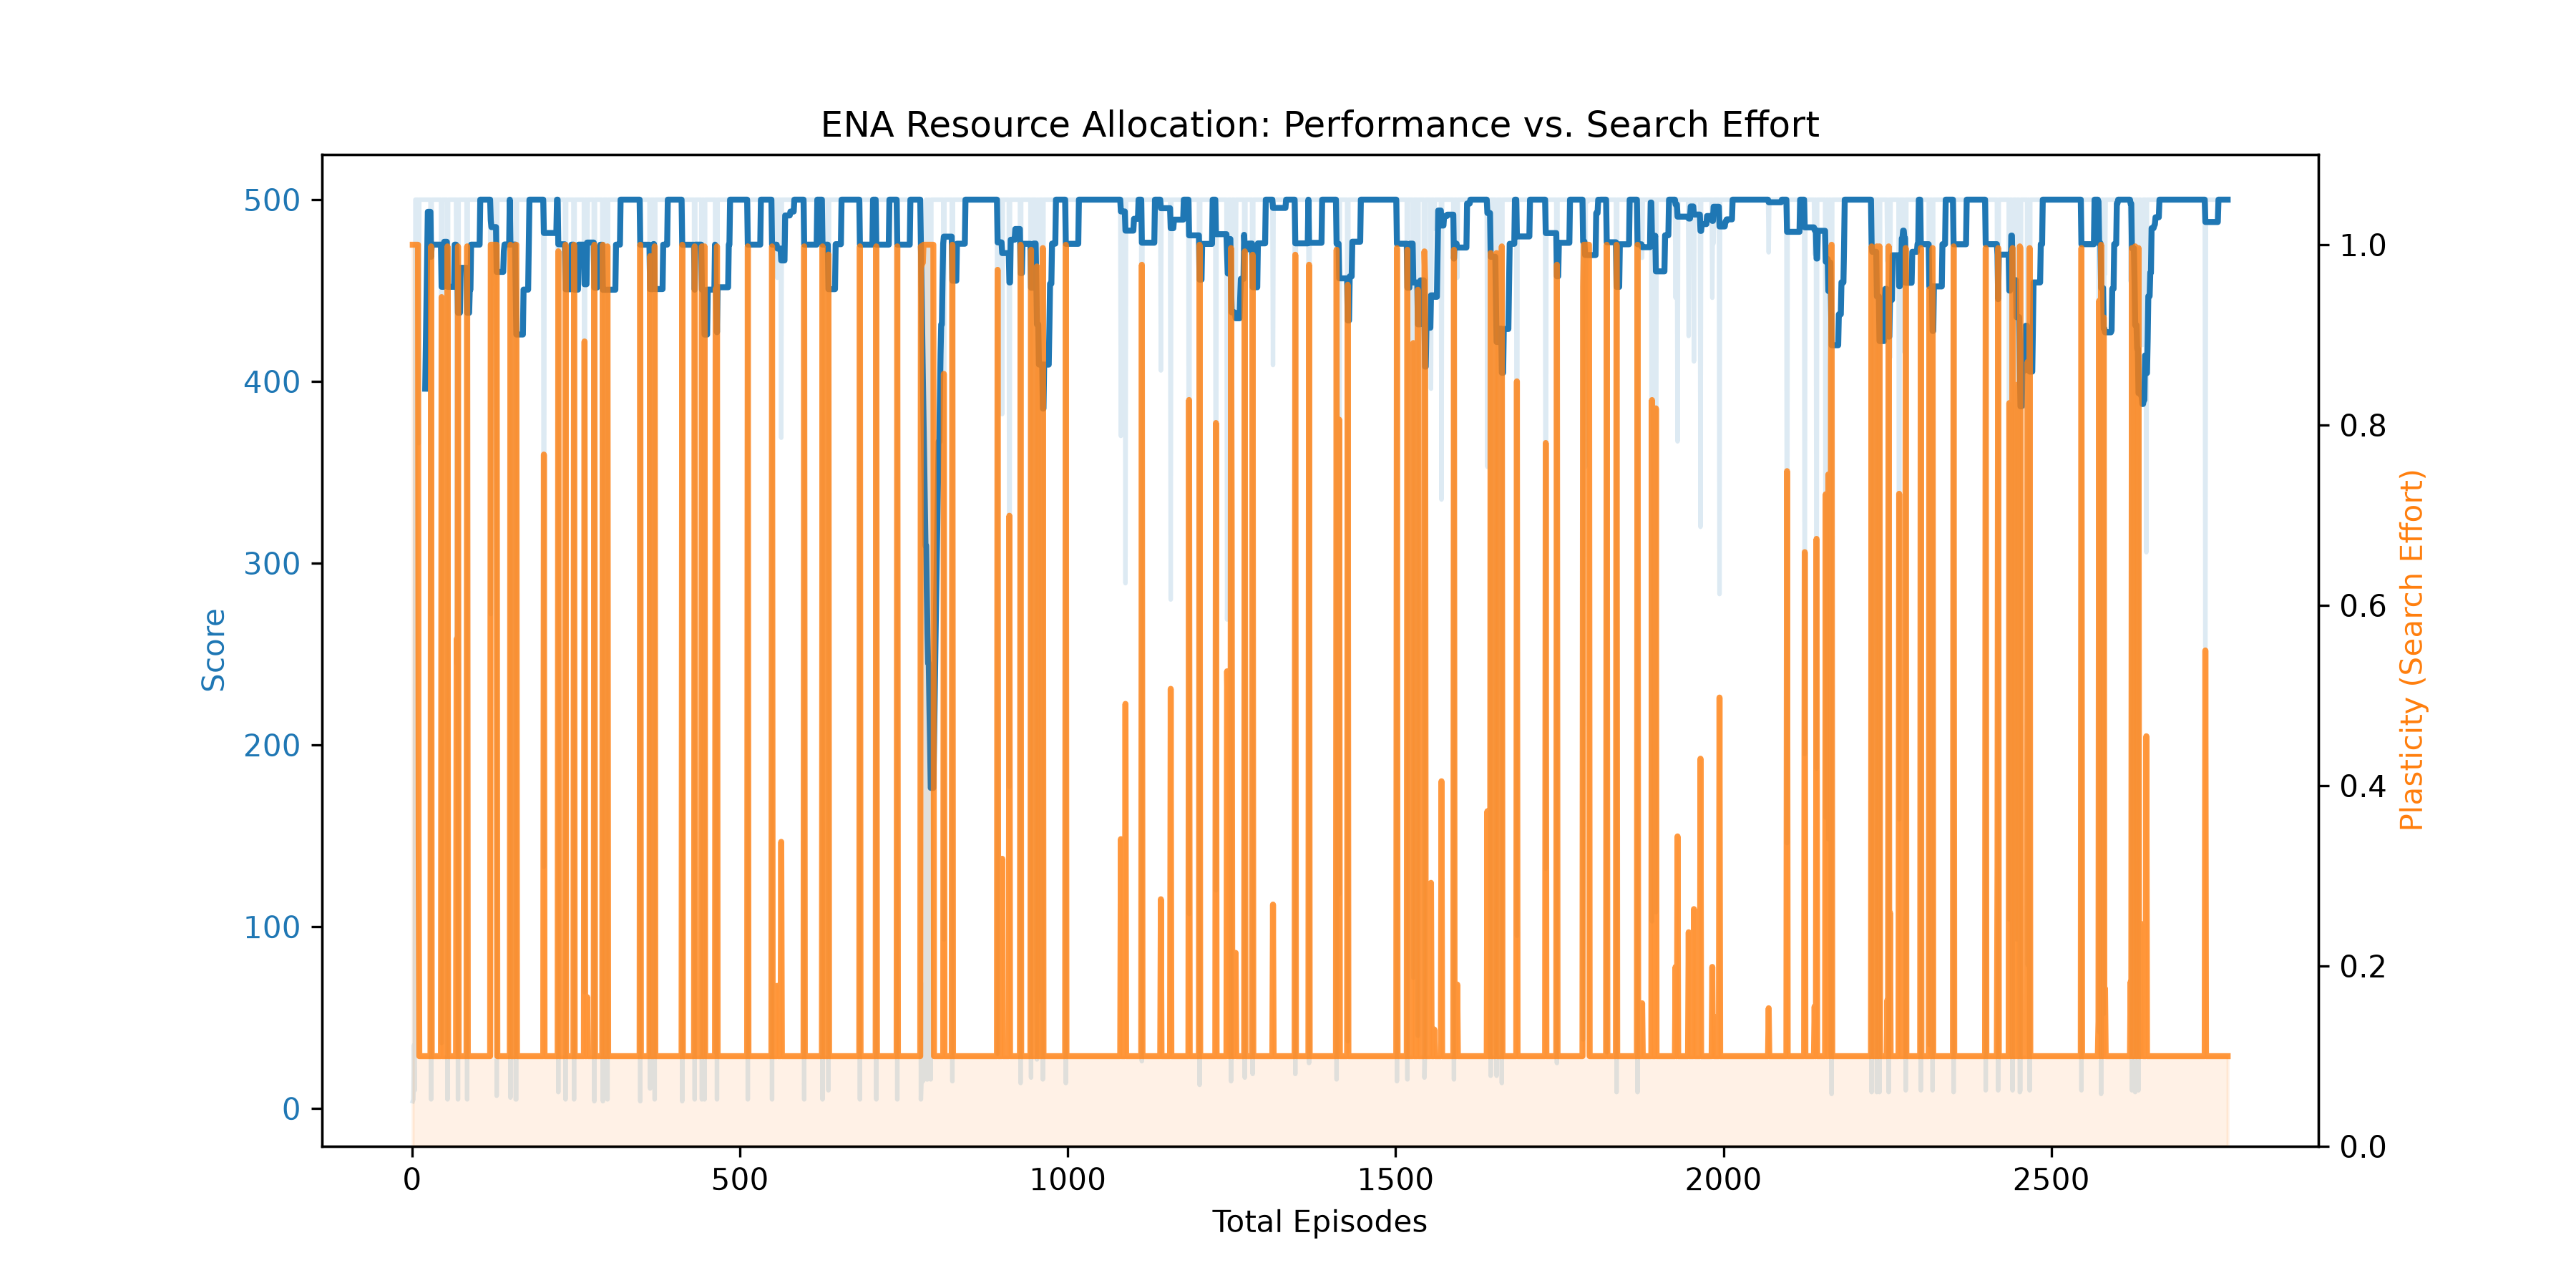 ENA Resource Allocation: Performance vs. Search Effort
500
400
300
200
100
0
Score
1.0
0.8
0.6
0.4
0.2
0.0
Plasticity (Search Effort)
0 500 1000 1500 2000 2500
Total Episodes